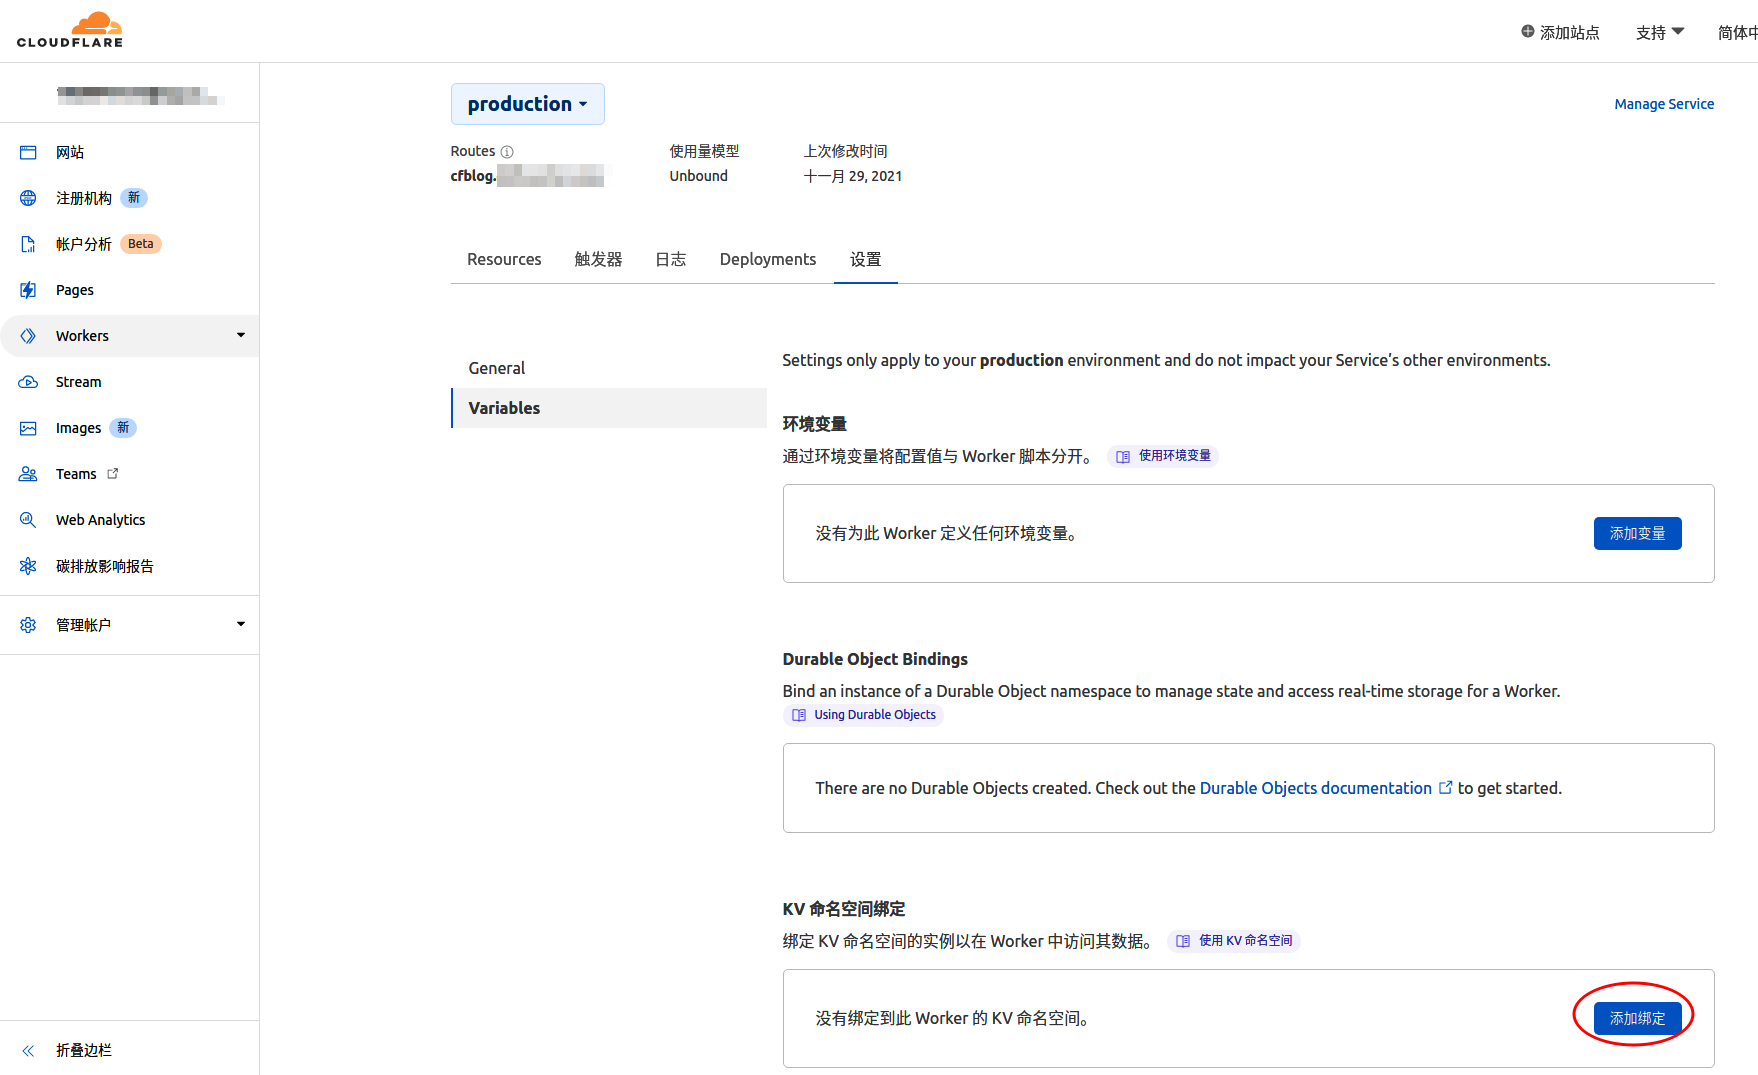 CLOUDFLARE
添加站点
支持
简体中
网站
注册机构 新
帐户分析 Beta
Pages
Workers
Stream
Images 新
Teams
Web Analytics
碳排放影响报告
管理帐户
折叠边栏
production
Manage Service
Routes
cfblog.
使用量模型
Unbound
上次修改时间
十一月 29, 2021
Resources
触发器
日志
Deployments
设置
General
Variables
Settings only apply to your production environment and do not impact your Service’s other environments.
环境变量
通过环境变量将配置值与 Worker 脚本分开。 使用环境变量
没有为此 Worker 定义任何环境变量。
添加变量
Durable Object Bindings
Bind an instance of a Durable Object namespace to manage state and access real-time storage for a Worker.
Using Durable Objects
There are no Durable Objects created. Check out the Durable Objects documentation to get started.
KV 命名空间绑定
绑定 KV 命名空间的实例以在 Worker 中访问其数据。 使用 KV 命名空间
没有绑定到此 Worker 的 KV 命名空间。
添加绑定